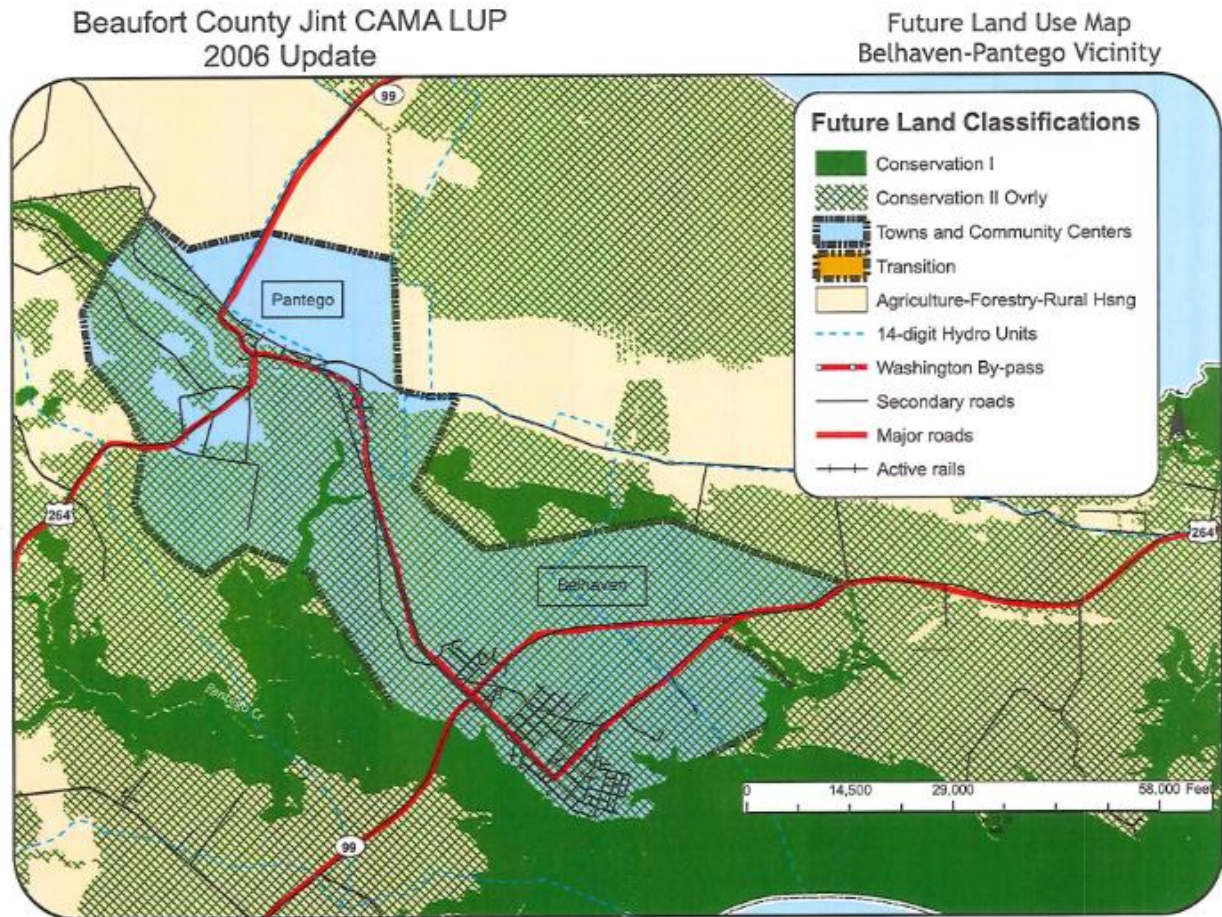 Beaufort County Jint CAMA LUP
2006 Update
Future Land Use Map
Belhaven-Pantego Vicinity
99
Future Land Classifications
Conservation I
Conservation II Ovrly
Towns and Community Centers
Transition
Agriculture-Forestry-Rural Hsng
14-digit Hydro Units
Washington By-pass
Secondary roads
Major roads
Active rails
Pantego
264
264
Belhaven
Pantego Cr
0 14,500 29,000 58,000 Feet
99